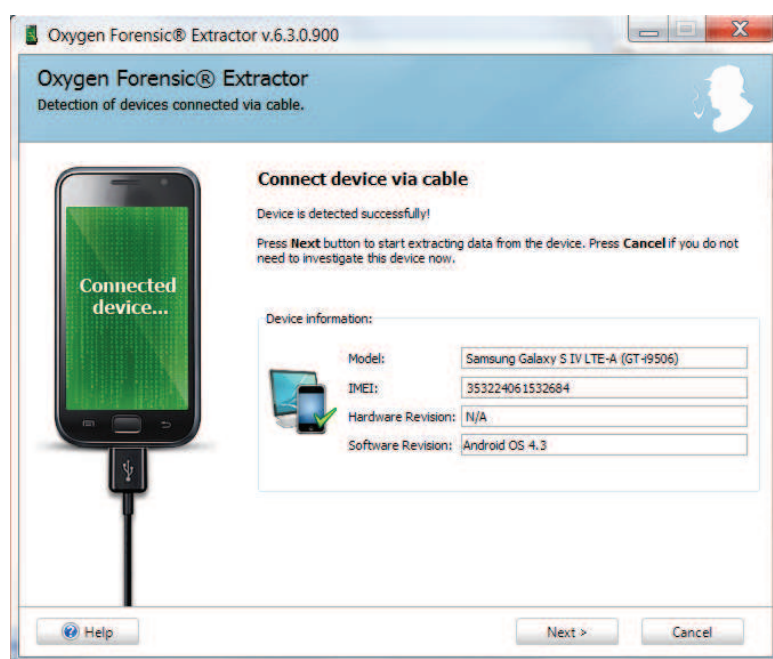 Oxygen Forensic® Extractor v.6.3.0.900
Oxygen Forensic® Extractor
Detection of devices connected via cable.
Connected
device...
Connect device via cable
Device is detected successfully!
Press Next button to start extracting data from the device. Press Cancel if you do not
need to investigate this device now.
Device information:
Model: Samsung Galaxy S IV LTE-A (GT-I9506)
IMEI: 353224061532684
Hardware Revision: N/A
Software Revision: Android OS 4.3
Help
Next >
Cancel